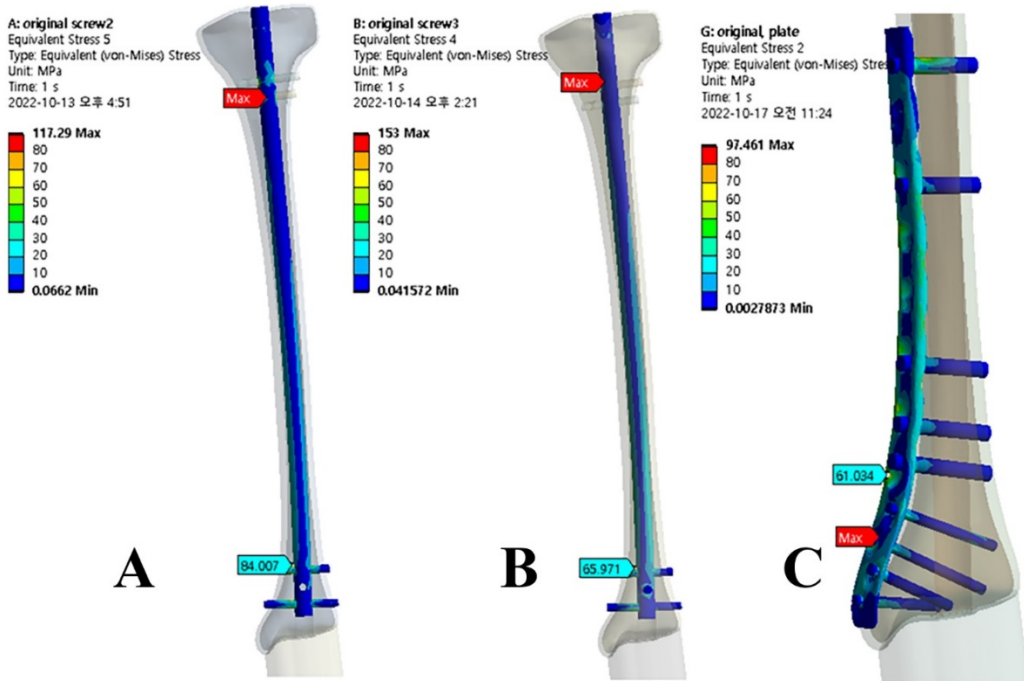 A: original screw2
Equivalent Stress 5
Type: Equivalent (von-Mises) Stress
Unit: MPa
Time: 1 s
2022-10-13 오후 4:51
117.29 Max
80
70
60
50
40
30
20
10
0.0662 Min
Max
84.007
A
B: original screw3
Equivalent Stress 4
Type: Equivalent (von-Mises) Stress
Unit: MPa
Time: 1 s
2022-10-14 오후 2:21
153 Max
80
70
60
50
40
30
20
10
0.041572 Min
Max
65.971
B
G: original, plate
Equivalent Stress 2
Type: Equivalent (von-Mises) Stress
Unit: MPa
Time: 1 s
2022-10-17 오전 11:24
97.461 Max
80
70
60
50
40
30
20
10
0.0027873 Min
61.034
Max
C